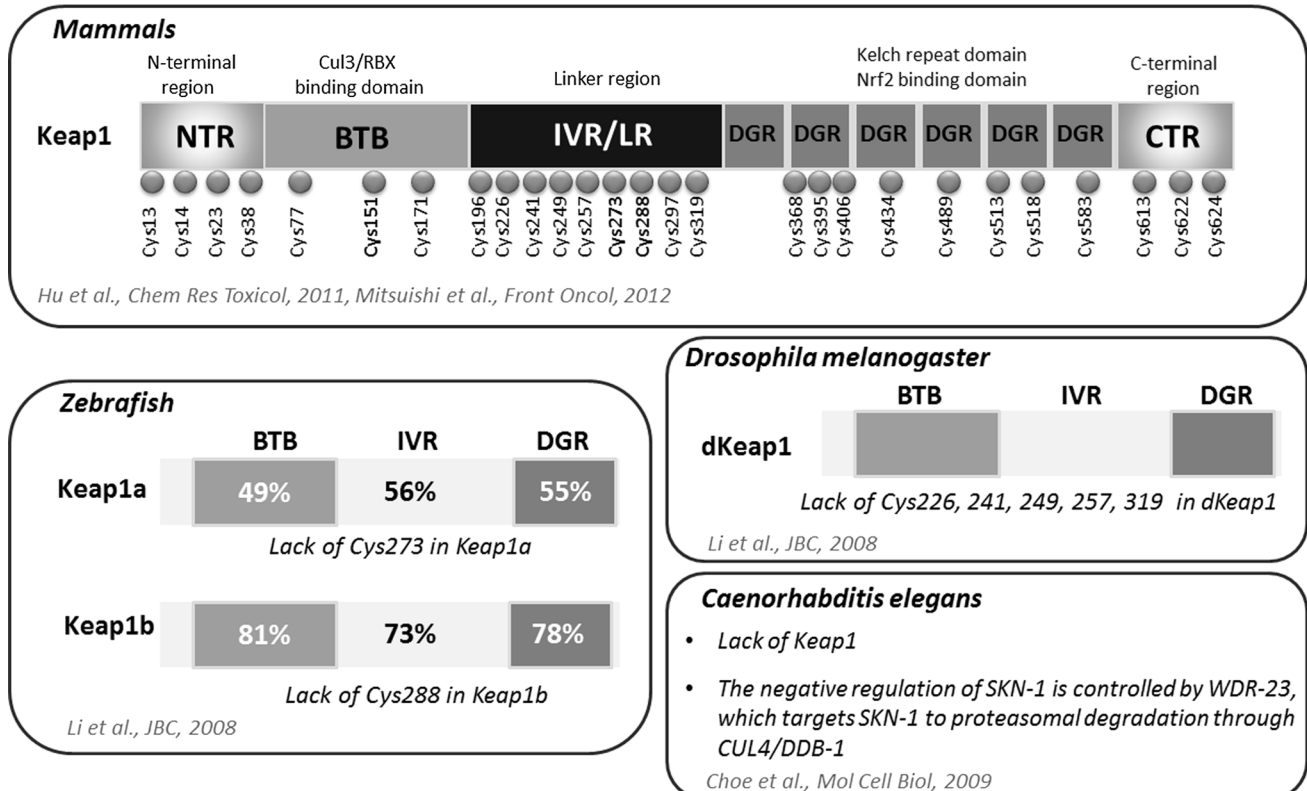 Mammals
N-terminal
region
Cul3/RBX
binding domain
Linker region
Kelch repeat domain
Nrf2 binding domain
C-terminal
region
Keap1
NTR
BTB
IVR/LR
DGR
DGR
DGR
DGR
DGR
DGR
CTR
Cys13
Cys14
Cys23
Cys38
Cys77
Cys151
Cys171
Cys196
Cys226
Cys241
Cys249
Cys257
Cys273
Cys288
Cys297
Cys319
Cys368
Cys395
Cys406
Cys434
Cys489
Cys513
Cys518
Cys583
Cys613
Cys622
Cys624
Hu et al., Chem Res Toxicol, 2011, Mitsuishi et al., Front Oncol, 2012
Zebrafish
BTB IVR DGR
Keap1a
49% 56% 55%
Lack of Cys273 in Keap1a
Keap1b
81% 73% 78%
Lack of Cys288 in Keap1b
Li et al., JBC, 2008
Drosophila melanogaster
BTB IVR DGR
dKeap1
Lack of Cys226, 241, 249, 257, 319 in dKeap1
Li et al., JBC, 2008
Caenorhabditis elegans
• Lack of Keap1
• The negative regulation of SKN-1 is controlled by WDR-23,
which targets SKN-1 to proteasomal degradation through
CUL4/DDB-1
Choe et al., Mol Cell Biol, 2009